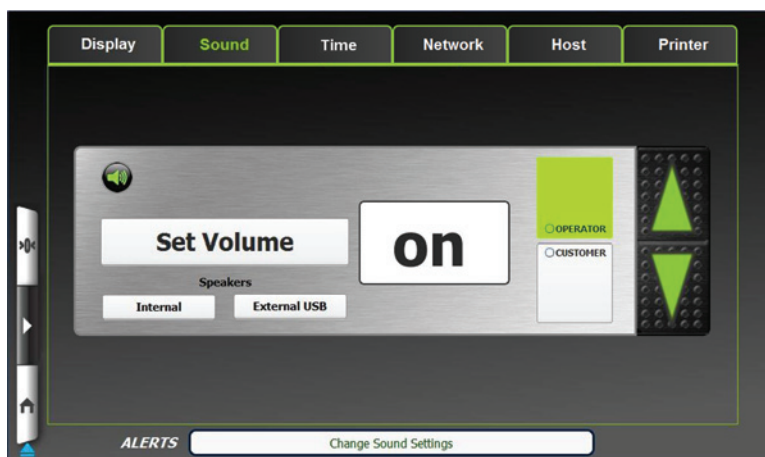 Display Sound Time Network Host Printer
OPERATOR
Set Volume on
CUSTOMER
Speakers
Internal External USB
>0<
ALERTS Change Sound Settings